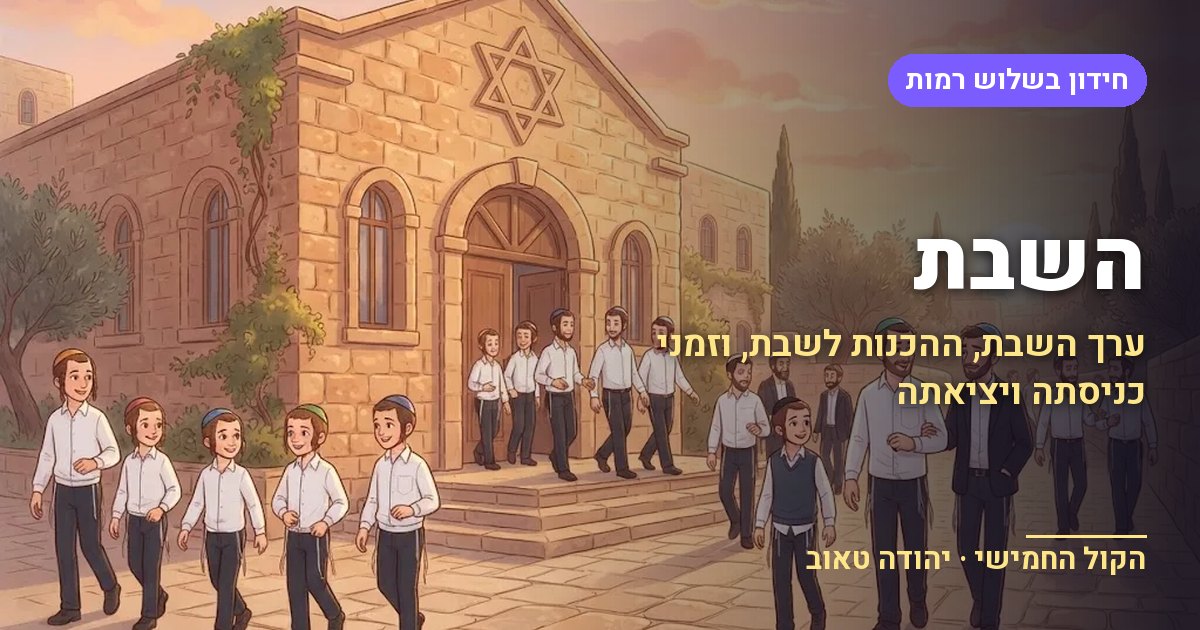 חידון בשלוש רמות
השבת
ערך השבת, ההכנות לשבת, וזמני
כניסתה ויציאתה
הקול החמישי · יהודה טאוב